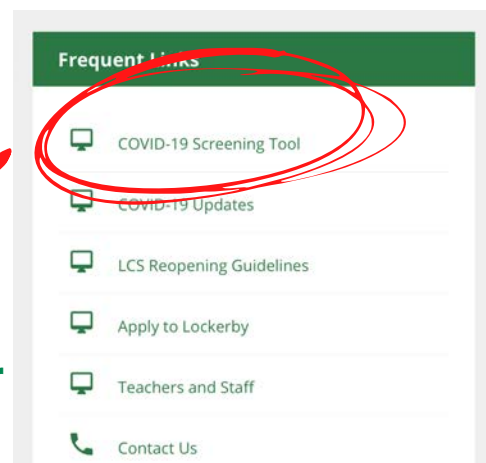 Frequent Links
COVID-19 Screening Tool
COVID-19 Updates
LCS Reopening Guidelines
Apply to Lockerby
Teachers and Staff
Contact Us